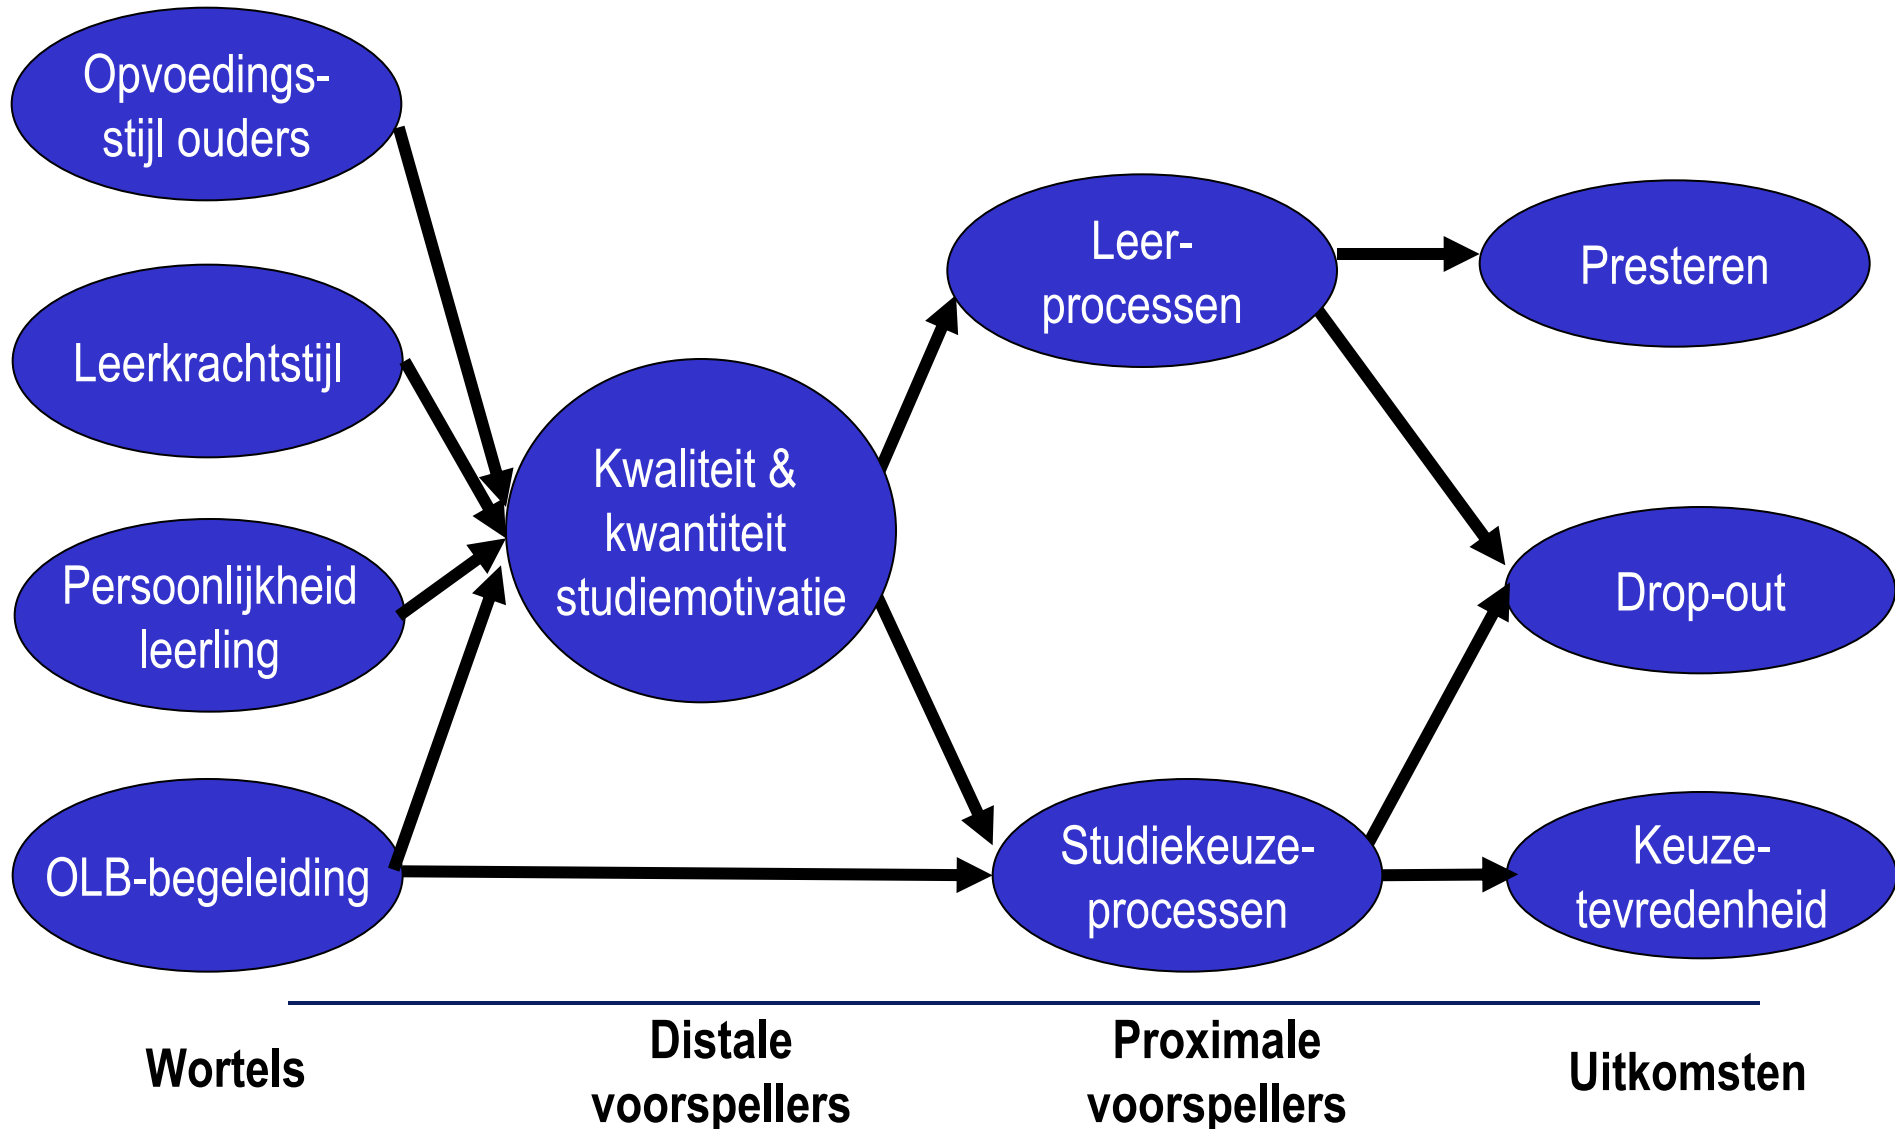 Opvoedings-
stijl ouders
Leerkrachtstijl
Persoonlijkheid
leerling
OLB-begeleiding
Kwaliteit &
kwantiteit
studiemotivatie
Leer-
processen
Studiekeuze-
processen
Presteren
Drop-out
Keuze-
tevredenheid
Wortels
Distale
voorspellers
Proximale
voorspellers
Uitkomsten